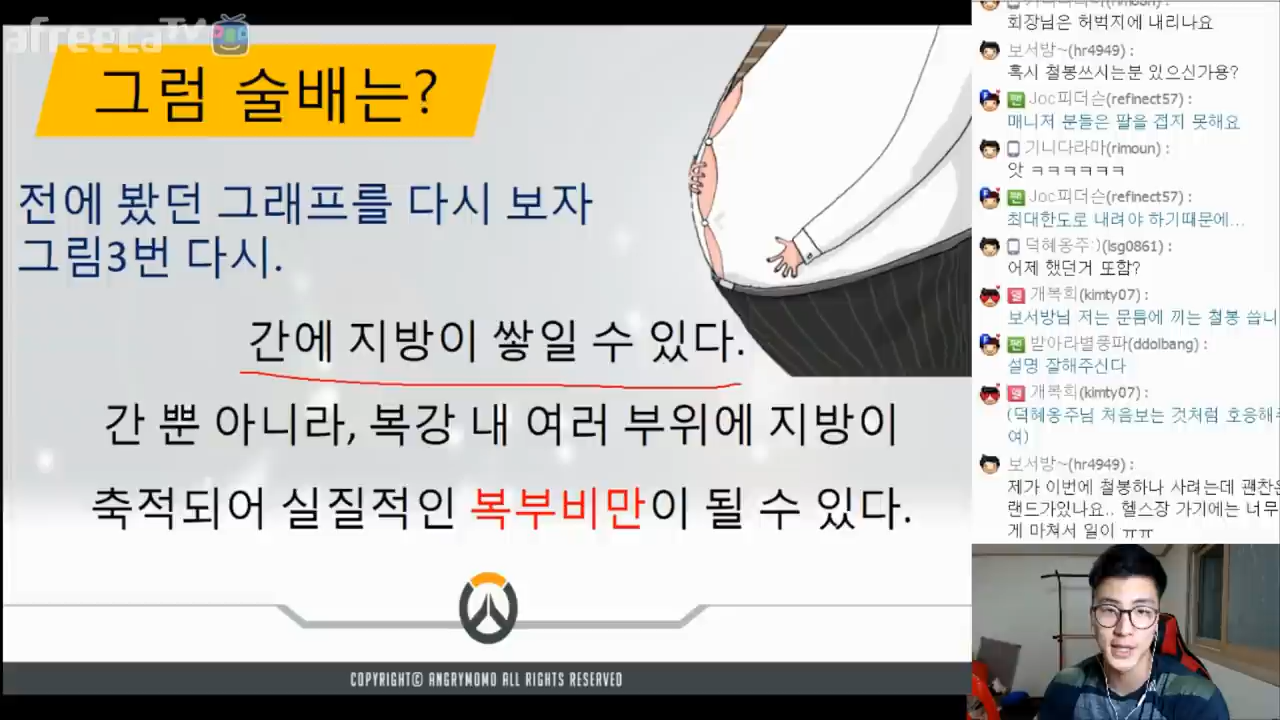 afreecaTV
그럼 술배는?
전에 봤던 그래프를 다시 보자
그림3번 다시.
간에 지방이 쌓일 수 있다.
간 뿐 아니라, 복강 내 여러 부위에 지방이
축적되어 실질적인 복부비만이 될 수 있다.
COPYRIGHT© ANGRYMOMO ALL RIGHTS RESERVED
회장님은 허벅지에 내리나요
보서방~(hr4949) :
혹시 철봉쓰시는분 있으신가용?
팬 Joc피더슨(refinect57) :
매니저 분들은 팔을 접지 못해요
기니다라마(rimoun) :
앗 ㅋㅋㅋㅋㅋㅋ
팬 Joc피더슨(refinect57) :
최대한도로 내려야 하기때문에...
덕혜옹주:)(lsg0861) :
어제 했던거 또함?
열 개복희(kimty07) :
보서방님 저는 문틈에 끼는 철봉 씁니
팬 받아라별풍파(ddolbang) :
설명 잘해주신다
열 개복희(kimty07) :
(덕혜옹주님 처음보는 것처럼 호응해
여)
보서방~(hr4949) :
제가 이번에 철봉하나 사려는데 괜찬은
랜드가있나요.. 헬스장 가기에는 너무
게 마쳐서 일이 ㅠㅠ